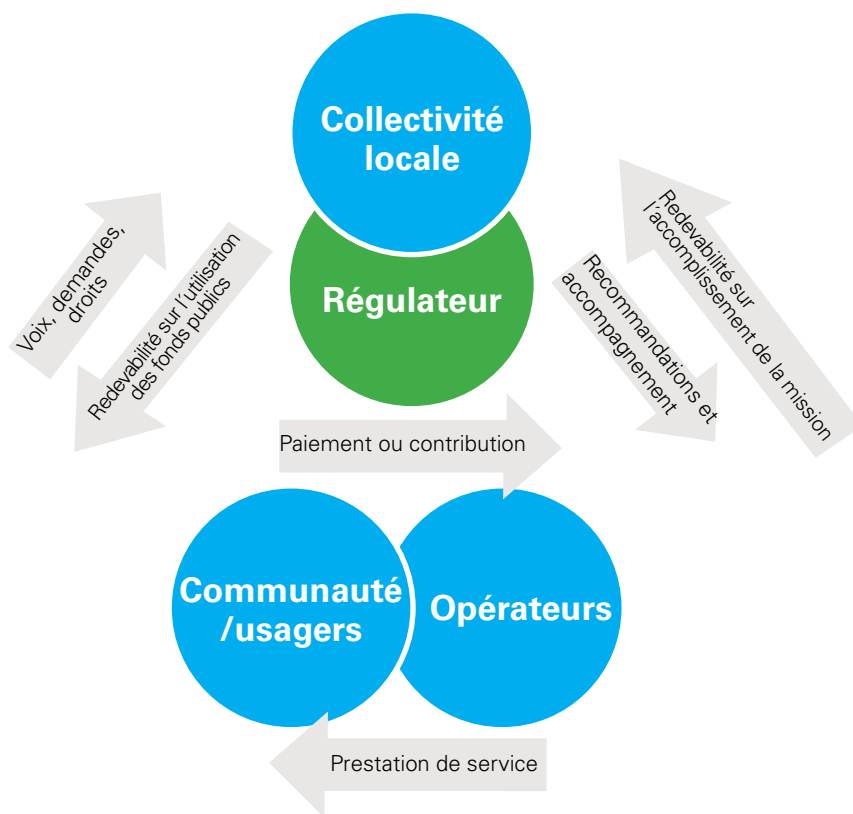 Collectivité
locale
Régulateur
Voix, demandes,
droits
Redevabilité sur l'utilisation
des fonds publics
Redevabilité sur
l'accomplissement de la mission
Recommandations et
accompagnement
Paiement ou contribution
Communauté
/usagers
Opérateurs
Prestation de service